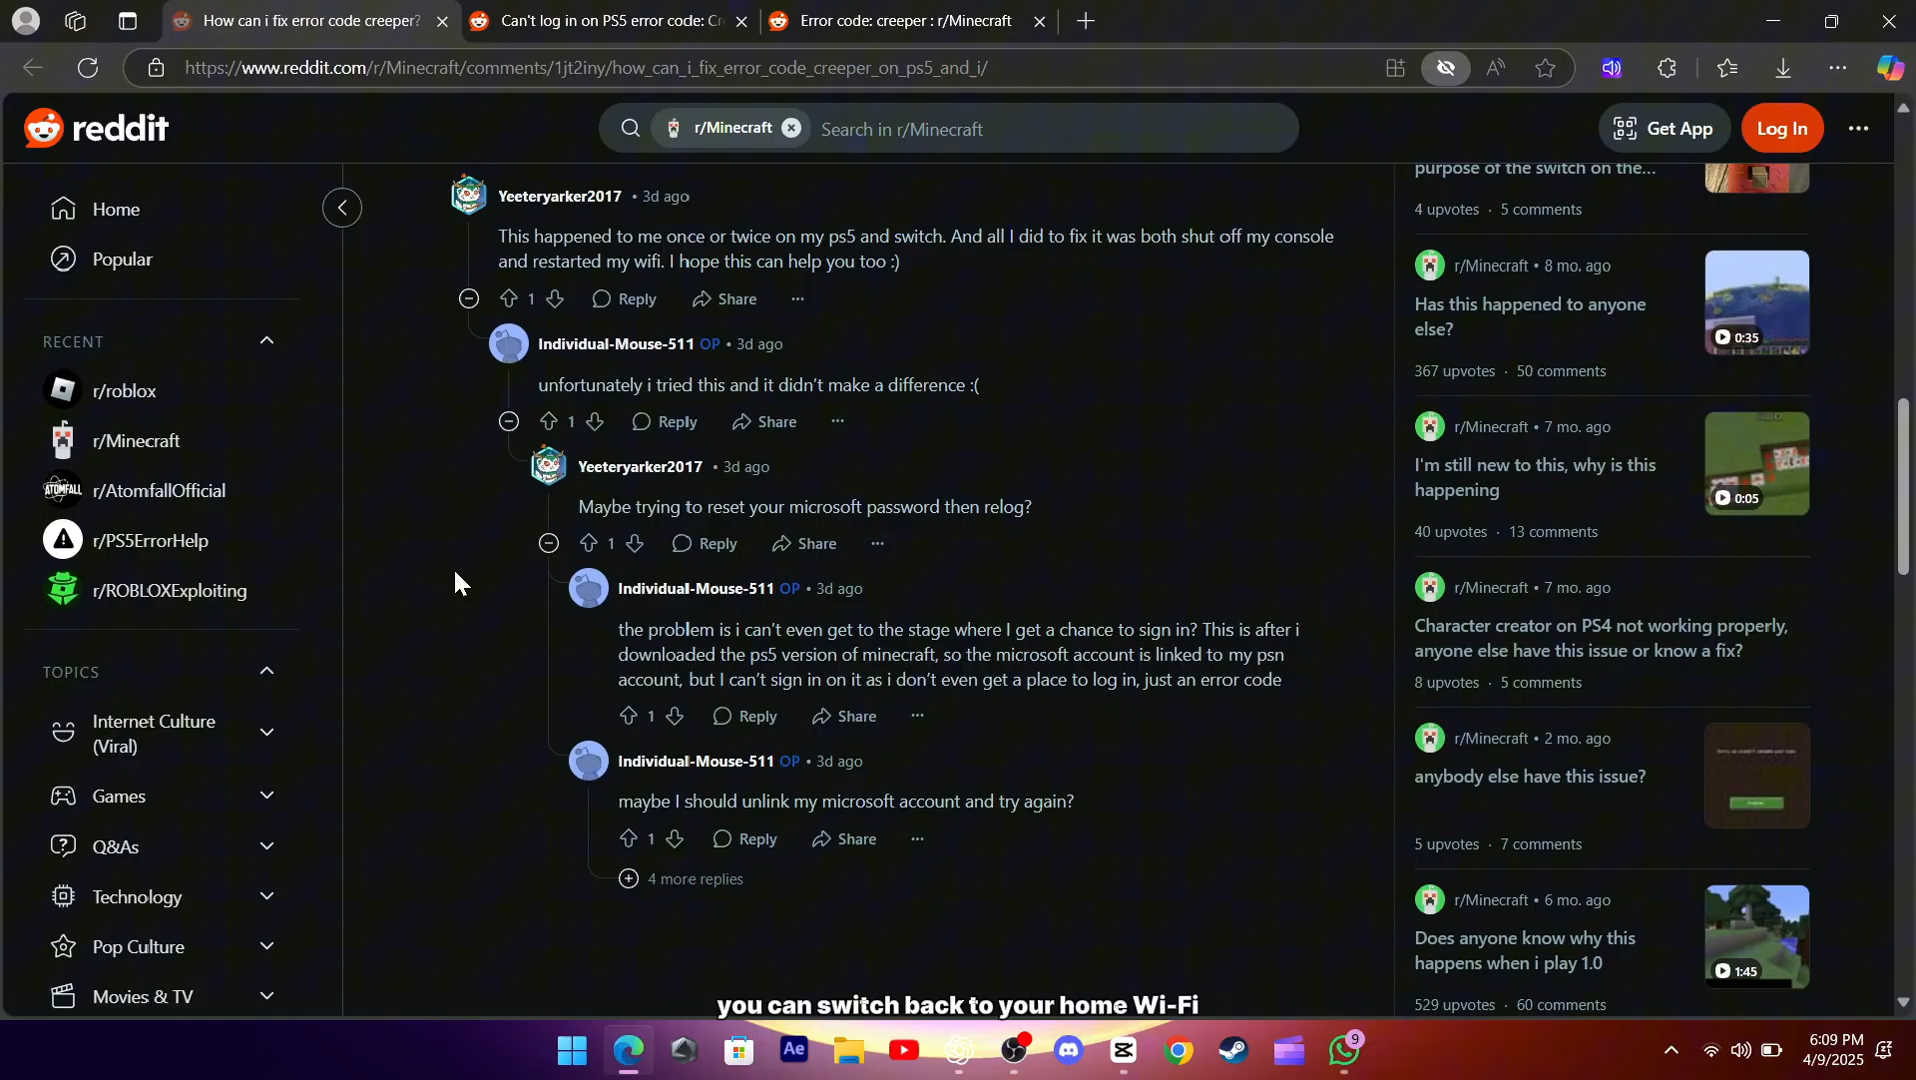 How can i fix error code creeper?
Can't log in on PS5 error code: Cr
Error code: creeper : r/Minecraft
https://www.reddit.com/r/Minecraft/comments/1jt2iny/how_can_i_fix_error_code_creeper_on_ps5_and_i/
reddit
r/Minecraft
Search in r/Minecraft
Get App
Log In
Home
Popular
RECENT
r/roblox
r/Minecraft
ATOMFALL
r/AtomfallOfficial
r/PS5ErrorHelp
r/ROBLOXExploiting
TOPICS
Internet Culture
(Viral)
Games
Q&As
Technology
Pop Culture
Movies & TV
Yeeteryarker2017 • 3d ago
This happened to me once or twice on my ps5 and switch. And all I did to fix it was both shut off my console
and restarted my wifi. I hope this can help you too :)
1 Reply Share
Individual-Mouse-511 OP • 3d ago
unfortunately i tried this and it didn't make a difference :(
1 Reply Share
Yeeteryarker2017 • 3d ago
Maybe trying to reset your microsoft password then relog?
1 Reply Share
Individual-Mouse-511 OP • 3d ago
the problem is i can't even get to the stage where I get a chance to sign in? This is after i
downloaded the ps5 version of minecraft, so the microsoft account is linked to my psn
account, but I can't sign in on it as i don't even get a place to log in, just an error code
1 Reply Share
Individual-Mouse-511 OP • 3d ago
maybe I should unlink my microsoft account and try again?
1 Reply Share
4 more replies
purpose of the switch on the...
4 upvotes · 5 comments
r/Minecraft • 8 mo. ago
Has this happened to anyone
else?
0:35
367 upvotes · 50 comments
r/Minecraft • 7 mo. ago
I'm still new to this, why is this
happening
0:05
40 upvotes · 13 comments
r/Minecraft • 7 mo. ago
Character creator on PS4 not working properly,
anyone else have this issue or know a fix?
8 upvotes · 5 comments
r/Minecraft • 2 mo. ago
anybody else have this issue?
5 upvotes · 7 comments
r/Minecraft • 6 mo. ago
Does anyone know why this
happens when i play 1.0
1:45
529 upvotes · 60 comments
you can switch back to your home Wi-Fi
Ae
9
6:09 PM
4/9/2025